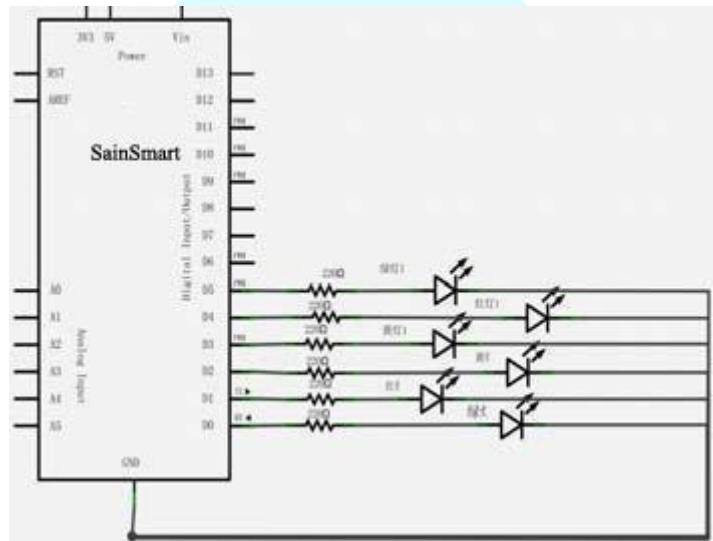 3V3 5V Vin
Power
RST
AREF
D13
D12
D11
D10
D9
D8
D7
D6
D5
D4
D3
D2
D1
D0
SainSmart
Digital Input/Output
A0
A1
A2
A3
A4
A5
Analog Input
GND
220Ω
220Ω
220Ω
220Ω
220Ω
220Ω